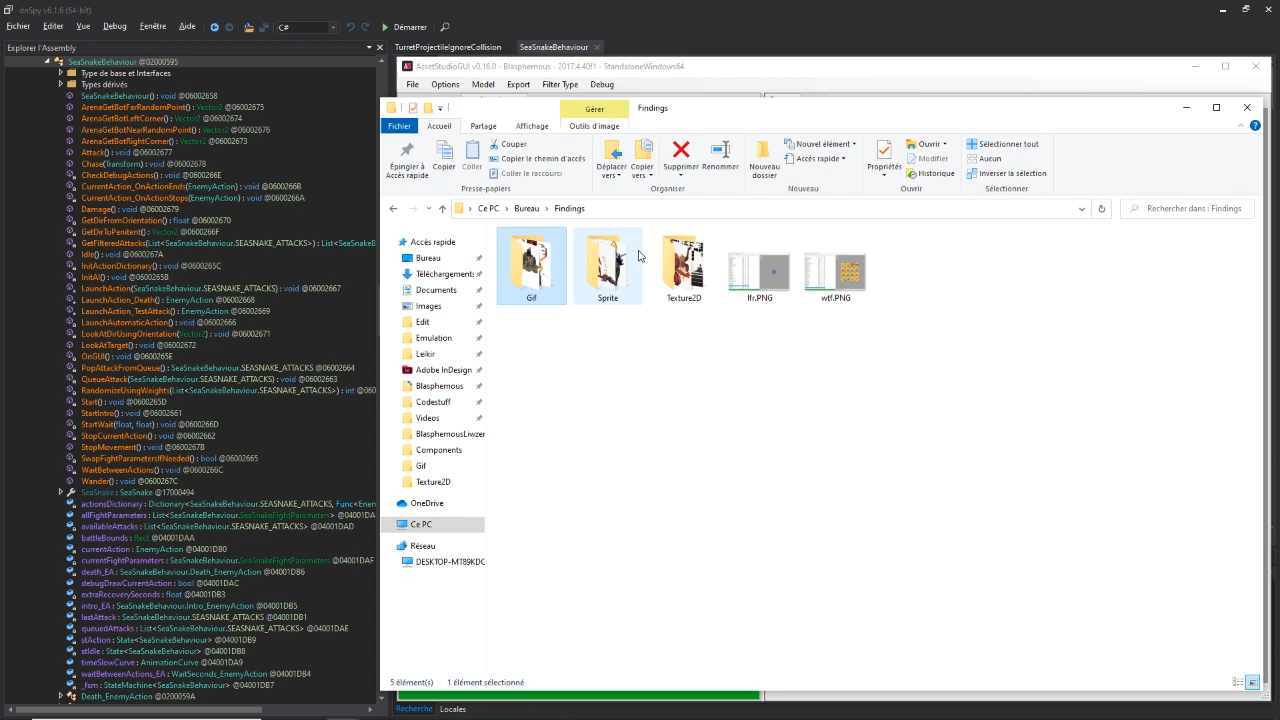 dnSpy v6.1.6 (64-bit)
Fichier Editer Vue Debug Fenêtre Aide C# Démarrer
Explorer l'Assembly
TurretProjectileIgnoreCollision SeaSnakeBehaviour
SeaSnakeBehaviour @02000595
Type de base et Interfaces
Types dérivés
SeaSnakeBehaviour() : void @06002658
ArenaGetBotFarRandomPoint() : Vector2 @06002675
ArenaGetBotLeftCorner() : Vector2 @06002674
ArenaGetBotNearRandomPoint() : Vector2 @06002676
ArenaGetBotRightCorner() : Vector2 @06002673
Attack() : void @06002677
Chase(Transform) : void @06002678
CheckDebugActions() : void @0600266E
CurrentAction_OnActionEnds(EnemyAction) : void @0600266B
CurrentAction_OnActionStops(EnemyAction) : void @0600266A
Damage() : void @06002679
GetDirFromOrientation() : float @06002670
GetDirToPenitent() : Vector2 @0600266F
GetFilteredAttacks(List<SeaSnakeBehaviour.SEASNAKE_ATTACKS>) : List<SeaSnakeB
Idle() : void @0600267A
InitActionDictionary() : void @0600265C
InitAI() : void @0600265B
LaunchAction(SeaSnakeBehaviour.SEASNAKE_ATTACKS) : void @06002667
LaunchAction_Death() : EnemyAction @06002668
LaunchAction_TestAttack() : EnemyAction @06002669
LaunchAutomaticAction() : void @06002666
LookAtDirUsingOrientation(Vector2) : void @06002671
LookAtTarget() : void @06002672
OnGUI() : void @0600265E
PopAttackFromQueue() : SeaSnakeBehaviour.SEASNAKE_ATTACKS @06002664
QueueAttack(SeaSnakeBehaviour.SEASNAKE_ATTACKS) : void @06002663
RandomizeUsingWeights(List<SeaSnakeBehaviour.SEASNAKE_ATTACKS>) : int @060
Start() : void @0600265D
StartIntro() : void @06002661
StartWait(float, float) : void @0600266D
StopCurrentAction() : void @06002662
StopMovement() : void @0600267B
SwapFightParametersIfNeeded() : bool @06002665
WaitBetweenActions() : void @0600266C
Wander() : void @0600267C
SeaSnake : SeaSnake @17000494
actionsDictionary : Dictionary<SeaSnakeBehaviour.SEASNAKE_ATTACKS, Func<Enem
allFightParameters : List<SeaSnakeBehaviour.SeaSnakeFightParameters> @04001DA
availableAttacks : List<SeaSnakeBehaviour.SEASNAKE_ATTACKS> @04001DAD
battleBounds : Rect @04001DAA
currentAction : EnemyAction @04001DB0
currentFightParameters : SeaSnakeBehaviour.SeaSnakeFightParameters @04001DAF
death_EA : SeaSnakeBehaviour.Death_EnemyAction @04001DB6
debugDrawCurrentAction : bool @04001DAC
extraRecoverySeconds : float @04001DB3
intro_EA : SeaSnakeBehaviour.Intro_EnemyAction @04001DB5
lastAttack : SeaSnakeBehaviour.SEASNAKE_ATTACKS @04001DB1
queuedAttacks : List<SeaSnakeBehaviour.SEASNAKE_ATTACKS> @04001DAE
stAction : State<SeaSnakeBehaviour> @04001DB9
stIdle : State<SeaSnakeBehaviour> @04001DB8
timeSlowCurve : AnimationCurve @04001DA9
waitBetweenActions_EA : WaitSeconds_EnemyAction @04001DB4
_fsm : StateMachine<SeaSnakeBehaviour> @04001DB7
Death_EnemyAction @0200059A
AssetStudioGUI v0.16.0 - Blasphemous - 2017.4.40f1 - StandaloneWindows64
File Options Model Export Filter Type Debug
Gérer Findings
Fichier Accueil Partage Affichage Outils d'image
Épingler à
Accès rapide
Copier
Coller
Couper
Copier le chemin d'accès
Coller le raccourci
Presse-papiers
Déplacer
vers
Copier
vers
Supprimer
Renommer
Organiser
Nouveau
dossier
Nouvel élément
Accès rapide
Nouveau
Propriétés
Ouvrir
Modifier
Historique
Ouvrir
Sélectionner tout
Aucun
Inverser la sélection
Sélectionner
Ce PC > Bureau > Findings
Rechercher dans : Findings
Accès rapide
Bureau
Téléchargements
Documents
Images
Edit
Emulation
Leikir
Adobe InDesign
Blasphemous
Codestuff
Videos
BlasphemousLiwzer
Components
Gif
Texture2D
OneDrive
Ce PC
Réseau
DESKTOP-MT89KDC
Gif
Sprite
Texture2D
lfr.PNG
wtf.PNG
5 élément(s) 1 élément sélectionné
Recherche Locales